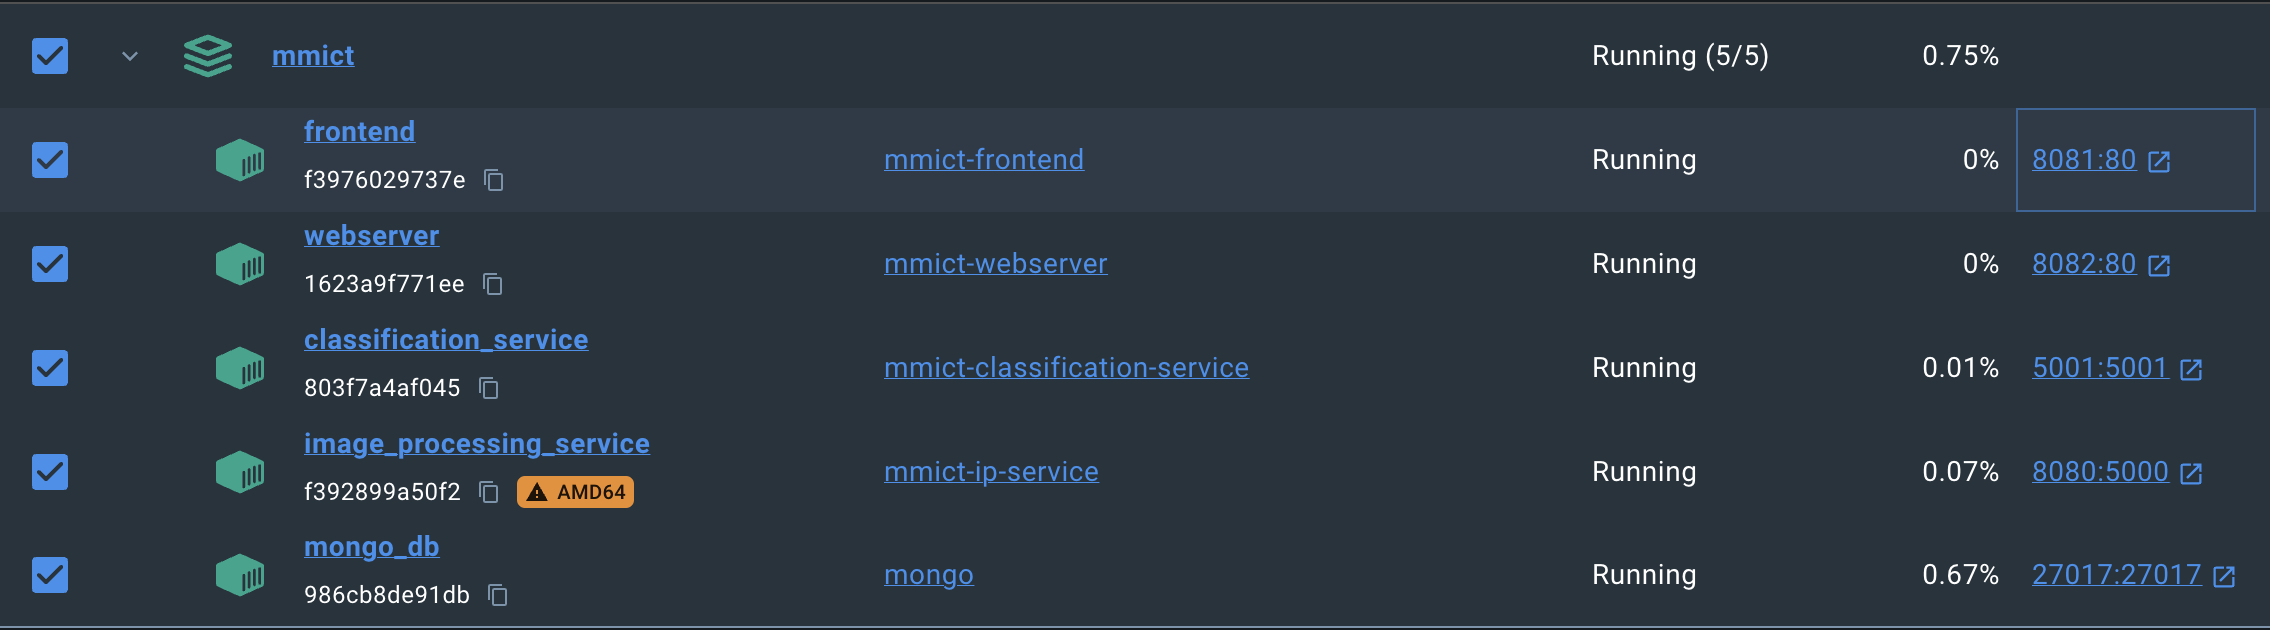 mmict Running (5/5) 0.75%
frontend
f3976029737e mmict-frontend Running 0% 8081:80
webserver
1623a9f771ee mmict-webserver Running 0% 8082:80
classification_service
803f7a4af045 mmict-classification-service Running 0.01% 5001:5001
image_processing_service
f392899a50f2 AMD64 mmict-ip-service Running 0.07% 8080:5000
mongo_db
986cb8de91db mongo Running 0.67% 27017:27017